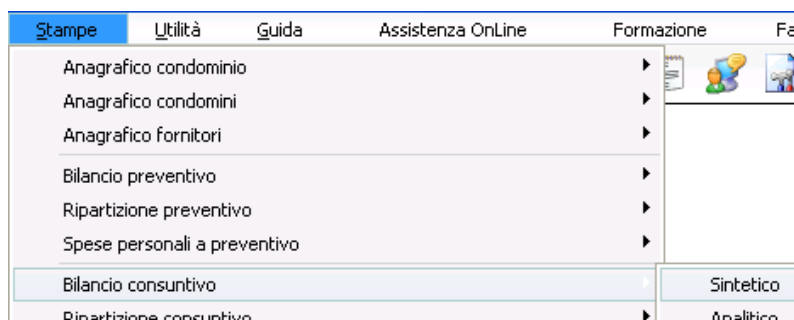 Stampe Utilità Guida Assistenza OnLine Formazione Fa
Anagrafico condominio
Anagrafico condomini
Anagrafico fornitori
Bilancio preventivo
Ripartizione preventivo
Spese personali a preventivo
Bilancio consuntivo Sintetico
Ripartizione consuntivo Analitico